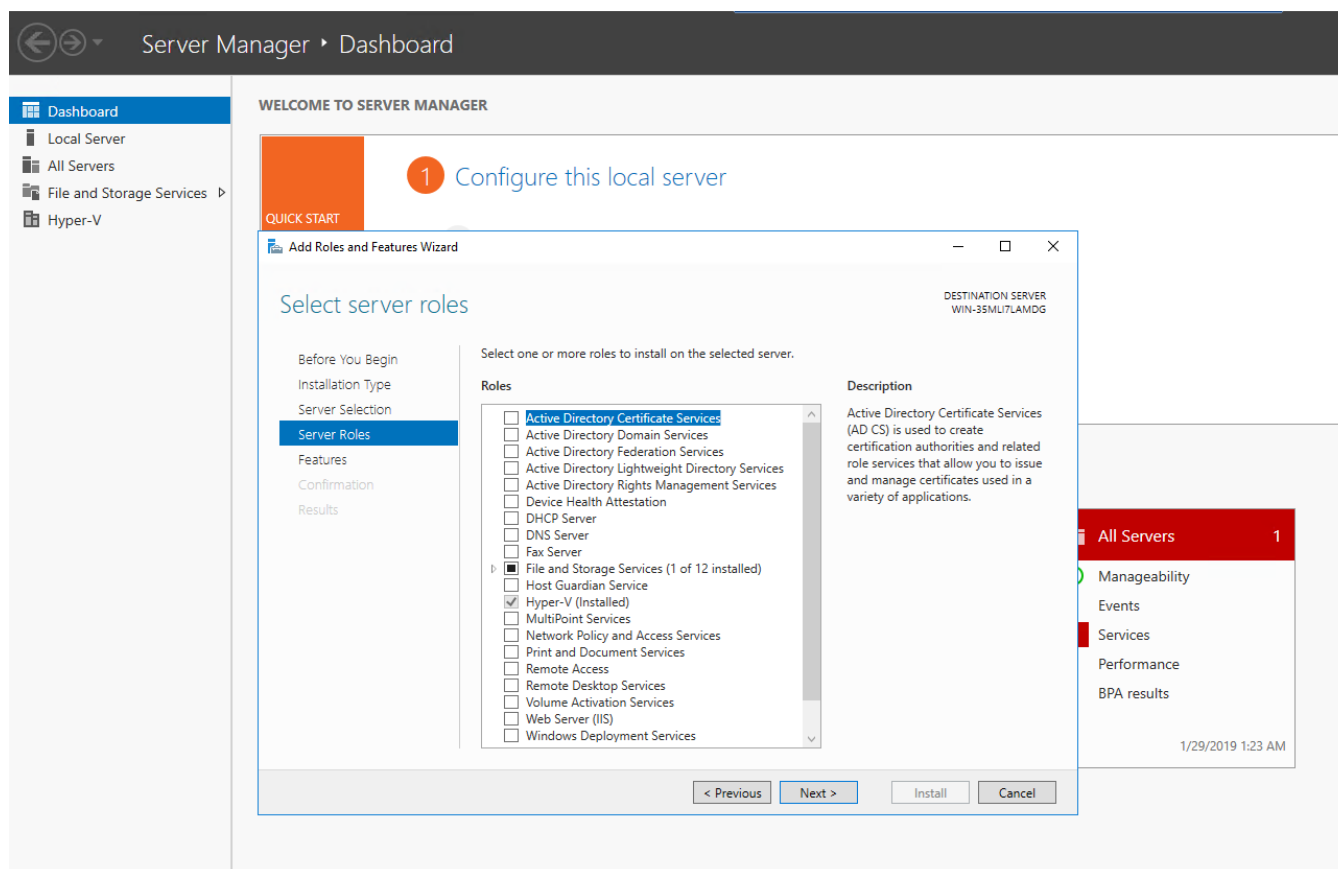 Server Manager ‣ Dashboard
Dashboard
Local Server
All Servers
File and Storage Services
Hyper-V
WELCOME TO SERVER MANAGER
QUICK START
1 Configure this local server
Add Roles and Features Wizard
Select server roles
DESTINATION SERVER
WIN-35MLI7LAMDG
Before You Begin
Installation Type
Server Selection
Server Roles
Features
Confirmation
Results
Select one or more roles to install on the selected server.
Roles
Active Directory Certificate Services
Active Directory Domain Services
Active Directory Federation Services
Active Directory Lightweight Directory Services
Active Directory Rights Management Services
Device Health Attestation
DHCP Server
DNS Server
Fax Server
File and Storage Services (1 of 12 installed)
Host Guardian Service
Hyper-V (Installed)
MultiPoint Services
Network Policy and Access Services
Print and Document Services
Remote Access
Remote Desktop Services
Volume Activation Services
Web Server (IIS)
Windows Deployment Services
Description
Active Directory Certificate Services
(AD CS) is used to create
certification authorities and related
role services that allow you to issue
and manage certificates used in a
variety of applications.
< Previous
Next >
Install
Cancel
All Servers 1
Manageability
Events
Services
Performance
BPA results
1/29/2019 1:23 AM